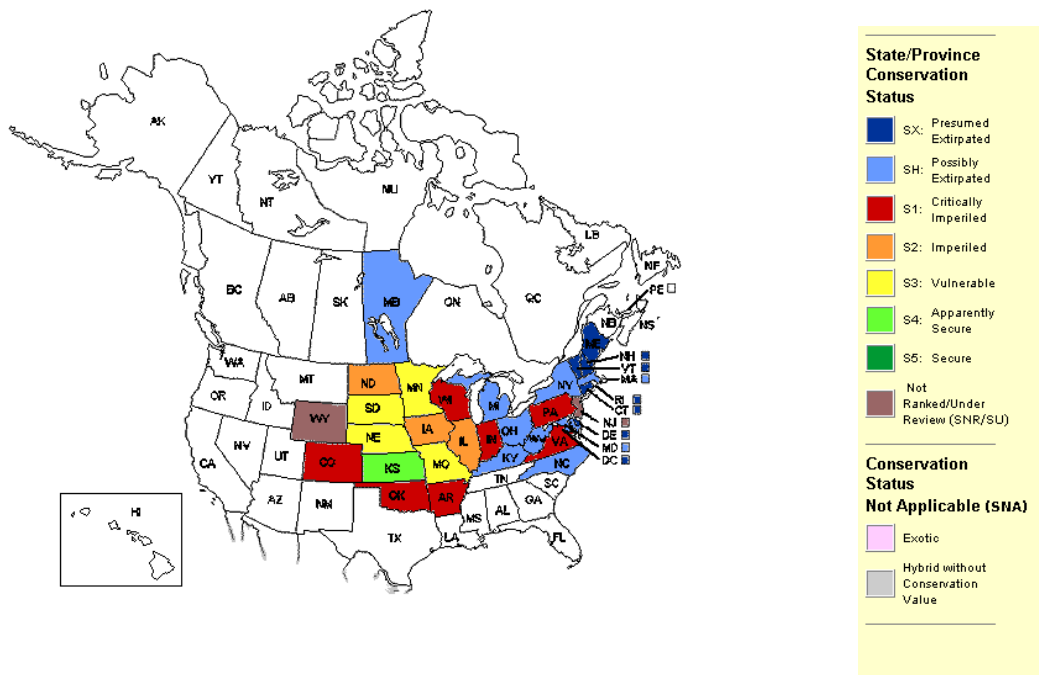 AK
YT
NT
NU
BC
AB
SK
MB
ON
QC
LB
NF
PE
NB
NS
WA
MT
ND
MN
OR
ID
WY
SD
WI
MI
NY
ME
NH
VT
MA
RI
CT
NJ
DE
MD
DC
NV
UT
CO
NE
IA
IL
IN
OH
PA
WV
VA
CA
AZ
NM
KS
MO
KY
NC
OK
AR
TN
SC
TX
LA
MS
AL
GA
FL
HI
State/Province
Conservation
Status
SX: Presumed
Extirpated
SH: Possibly
Extirpated
S1: Critically
Imperiled
S2: Imperiled
S3: Vulnerable
S4: Apparently
Secure
S5: Secure
Not
Ranked/Under
Review (SNR/SU)
Conservation
Status
Not Applicable (SNA)
Exotic
Hybrid without
Conservation
Value